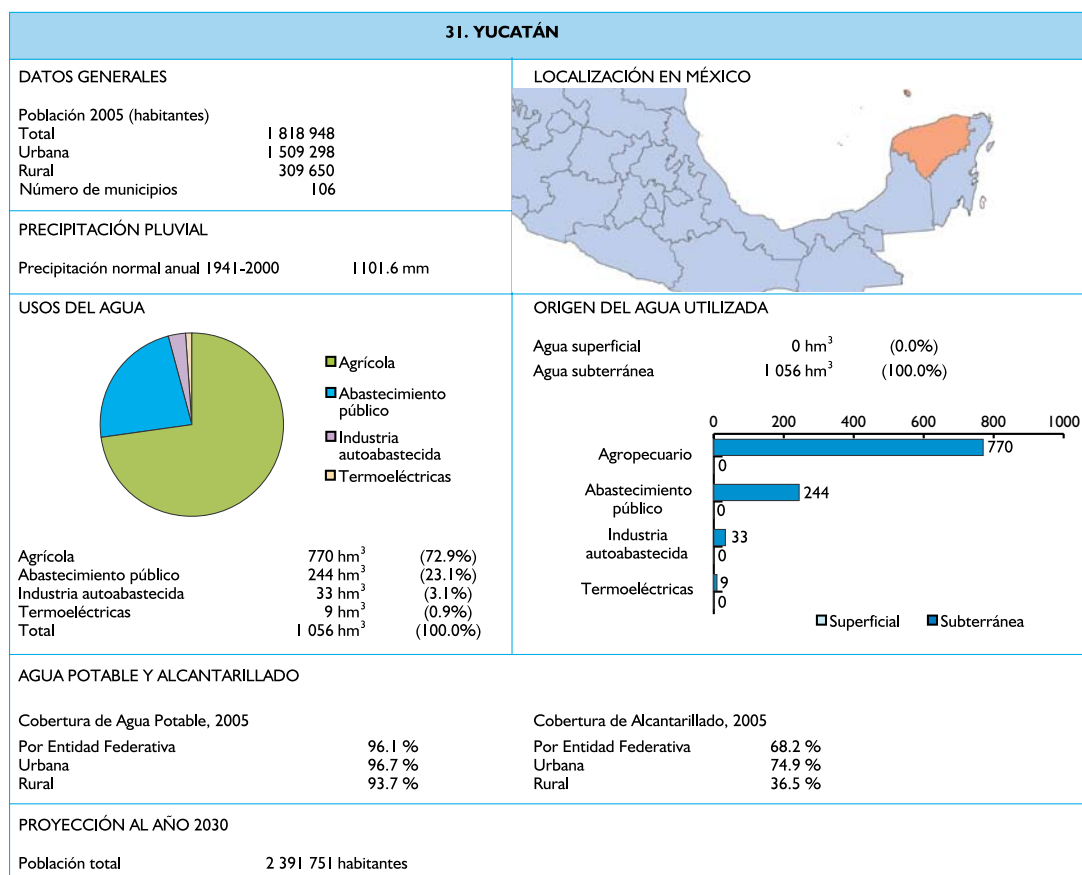 31. YUCATÁN
DATOS GENERALES
Población 2005 (habitantes)
Total 1 818 948
Urbana 1 509 298
Rural 309 650
Número de municipios 106
LOCALIZACIÓN EN MÉXICO
PRECIPITACIÓN PLUVIAL
Precipitación normal anual 1941-2000 1101.6 mm
USOS DEL AGUA
Agrícola
Abastecimiento
público
Industria
autoabastecida
Termoeléctricas
Agrícola 770 hm³ (72.9%)
Abastecimiento público 244 hm³ (23.1%)
Industria autoabastecida 33 hm³ (3.1%)
Termoeléctricas 9 hm³ (0.9%)
Total 1 056 hm³ (100.0%)
ORIGEN DEL AGUA UTILIZADA
Agua superficial 0 hm³ (0.0%)
Agua subterránea 1 056 hm³ (100.0%)
0 200 400 600 800 1000
Agropecuario 770
0
Abastecimiento
público 244
0
Industria
autoabastecida 33
0
Termoeléctricas 9
0
Superficial Subterránea
AGUA POTABLE Y ALCANTARILLADO
Cobertura de Agua Potable, 2005
Por Entidad Federativa 96.1 %
Urbana 96.7 %
Rural 93.7 %
Cobertura de Alcantarillado, 2005
Por Entidad Federativa 68.2 %
Urbana 74.9 %
Rural 36.5 %
PROYECCIÓN AL AÑO 2030
Población total 2 391 751 habitantes